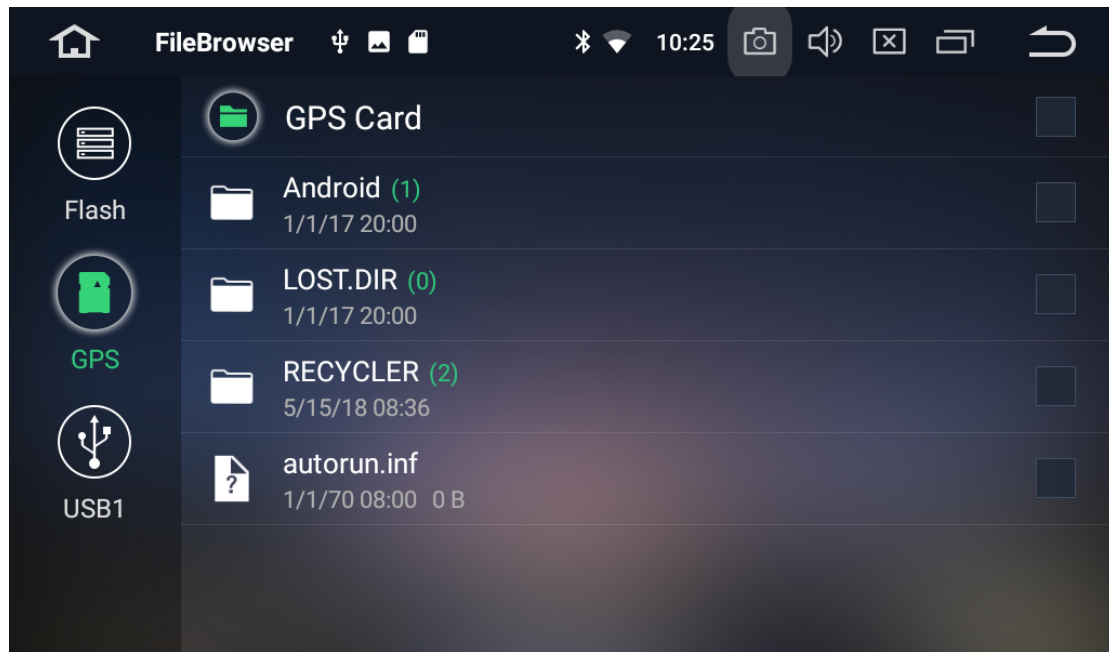 FileBrowser
10:25
Flash
GPS
USB1
GPS Card
Android (1)
1/1/17 20:00
LOST.DIR (0)
1/1/17 20:00
RECYCLER (2)
5/15/18 08:36
autorun.inf
?
1/1/70 08:00 0 B